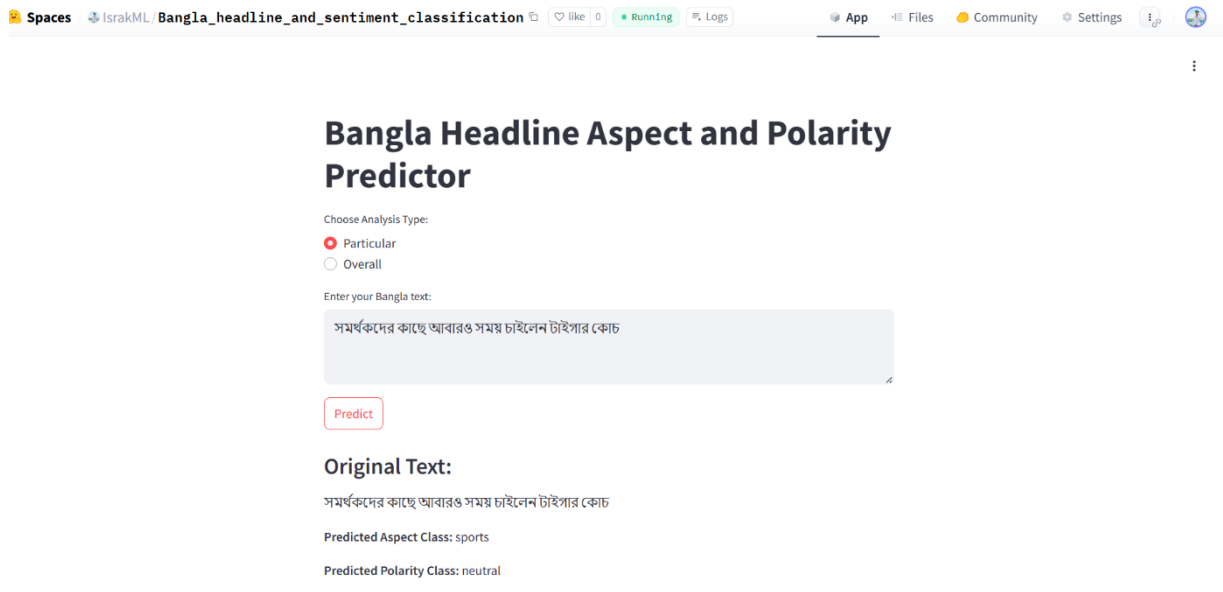 Spaces IsrakML/Bangla_headline_and_sentiment_classification like 0 Running Logs App Files Community Settings
Bangla Headline Aspect and Polarity
Predictor
Choose Analysis Type:
Particular
Overall
Enter your Bangla text:
সমর্থকদের কাছে আবারও সময় চাইলেন টাইগার কোচ
Predict
Original Text:
সমর্থকদের কাছে আবারও সময় চাইলেন টাইগার কোচ
Predicted Aspect Class: sports
Predicted Polarity Class: neutral